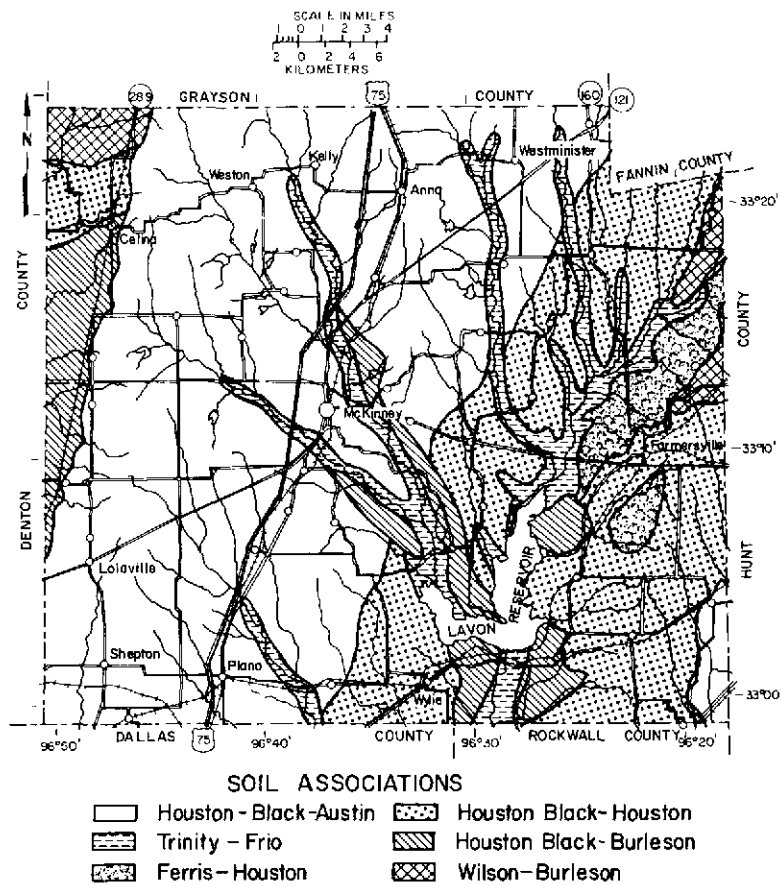 SCALE IN MILES
1 0 1 2 3 4
2 0 2 4 6
KILOMETERS
289 GRAYSON 75 COUNTY 160 121
N
Westminister
Kelly
Weston
Anna
FANNIN COUNTY
33°20'
Celina
COUNTY
COUNTY
McKinney
Farmersville
33°10'
DENTON
RESERVOIR
Lolaville
HUNT
LAVON
Shepton
Plano
Wylie
33°00
96°50' DALLAS 75 96°40' COUNTY 96°30' ROCKWALL COUNTY 96°20'
SOIL ASSOCIATIONS
Houston-Black-Austin Houston Black-Houston
Trinity-Frio Houston Black-Burleson
Ferris-Houston Wilson-Burleson